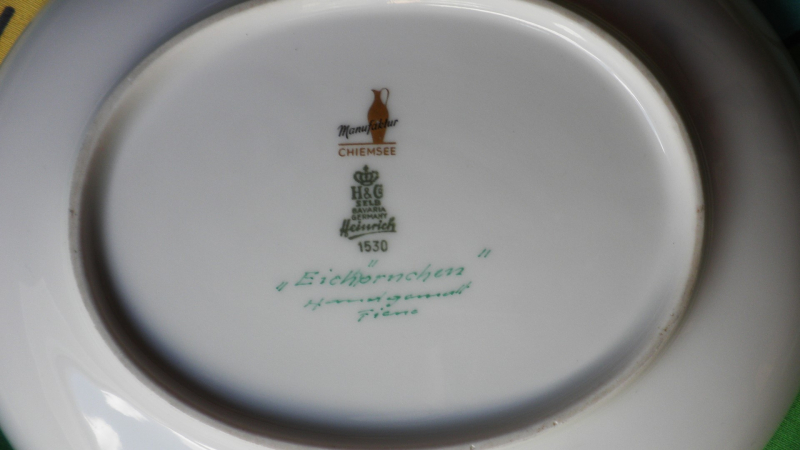 Manufaktur
CHIEMSEE
H&C
SELB
BAVARIA
GERMANY
Heinrich
1530
„Eichhörnchen"
Handgemalt